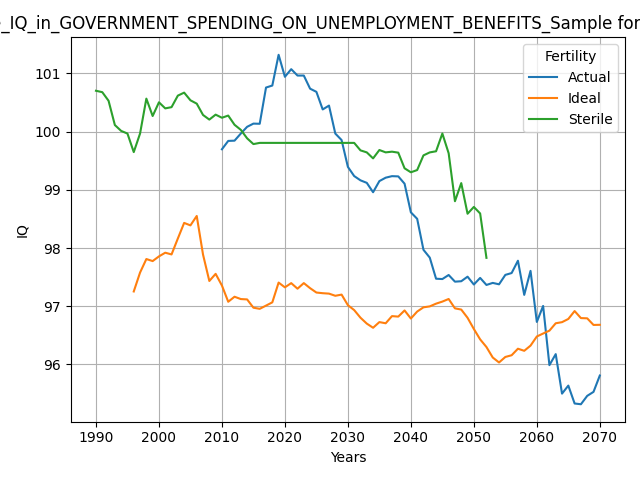 _IQ_in_GOVERNMENT_SPENDING_ON_UNEMPLOYMENT_BENEFITS_Sample for
Fertility
Actual
Ideal
Sterile
101
100
99
98
97
96
IQ
1990 2000 2010 2020 2030 2040 2050 2060 2070
Years